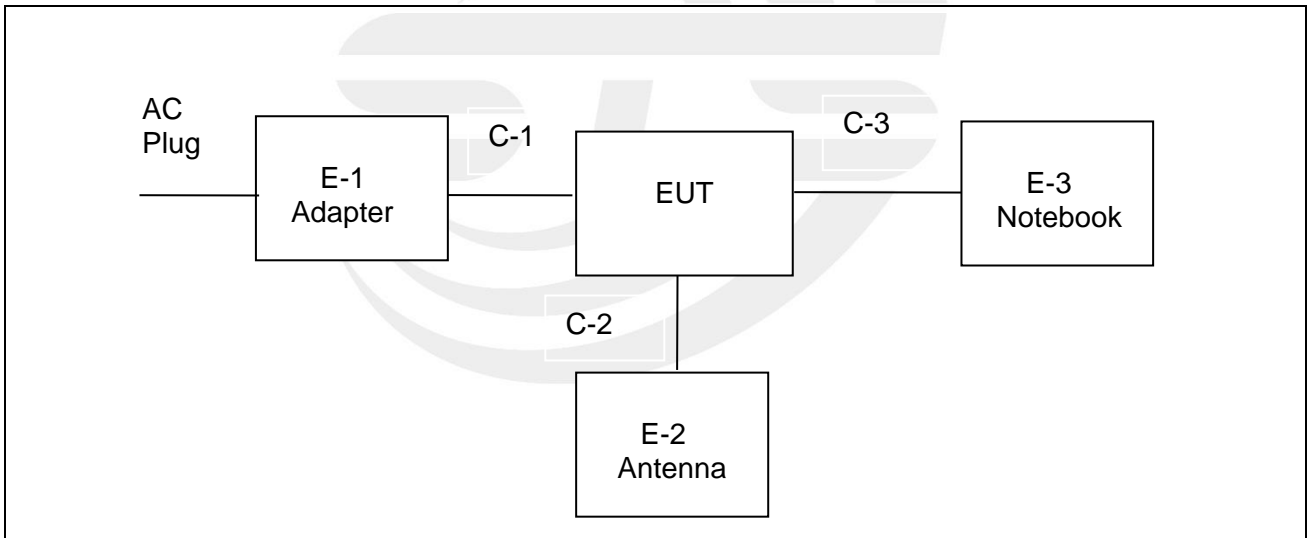 AC
Plug
E-1
Adapter
C-1
EUT
C-3
E-3
Notebook
C-2
E-2
Antenna